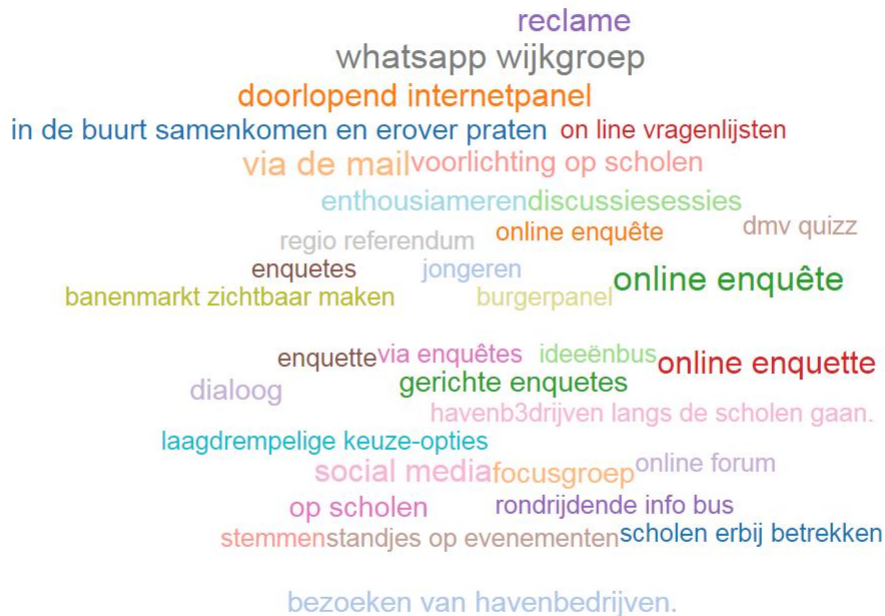 reclame
whatsapp wijkgroep
doorlopend internetpanel
in de buurt samenkomen en erover praten on line vragenlijsten
via de mail voorlichting op scholen
enthousiameren discussiesessies
regio referendum online enquête dmv quizz
enquetes jongeren online enquête
banenmarkt zichtbaar maken burgerpanel
enquette via enquêtes ideeënbus online enquette
dialoog gerichte enquetes
havenb3drijven langs de scholen gaan.
laagdrempelige keuze-opties
social media focusgroep online forum
op scholen rondrijdende info bus
stemmen standjes op evenementen scholen erbij betrekken
bezoeken van havenbedrijven.